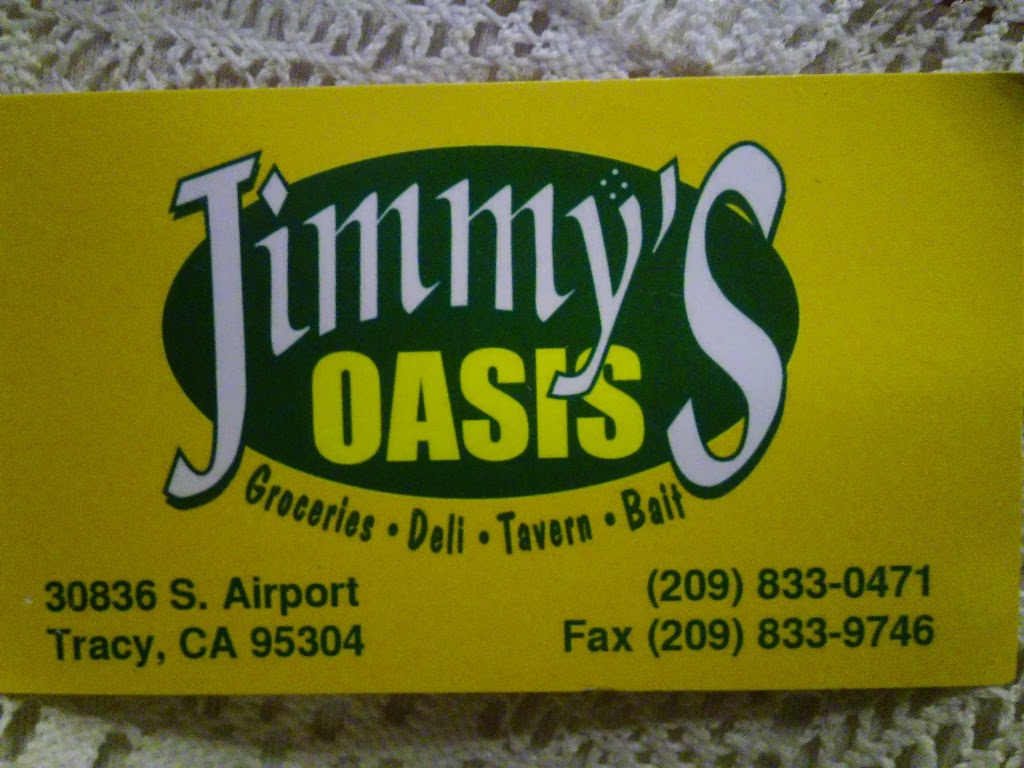 Jimmy's
OASIS
Groceries • Deli • Tavern • Bait
30836 S. Airport
Tracy, CA 95304
(209) 833-0471
Fax (209) 833-9746